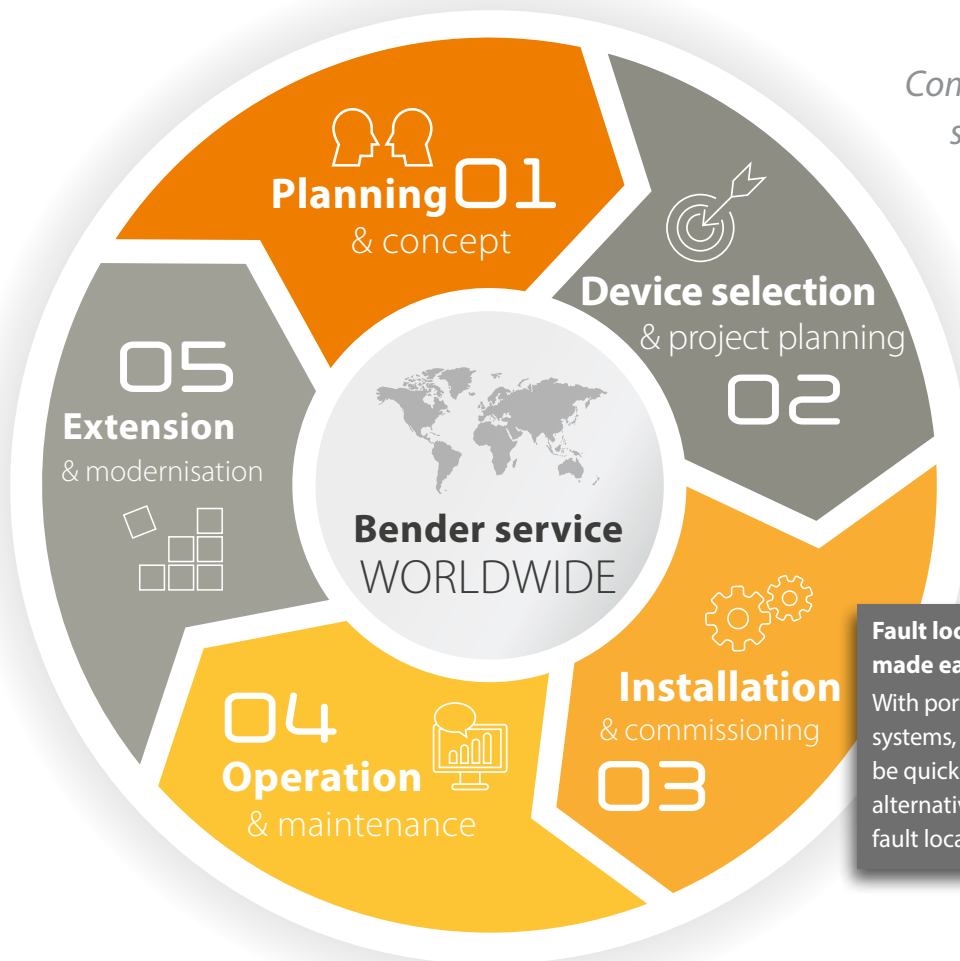 Con
s
Planning 01
& concept
Device selection
& project planning
02
05
Extension
& modernisation
Bender service
WORLDWIDE
Installation
& commissioning
03
04
Operation
& maintenance
Fault loc
made ea
With por
systems,
be quick
alternativ
fault loca